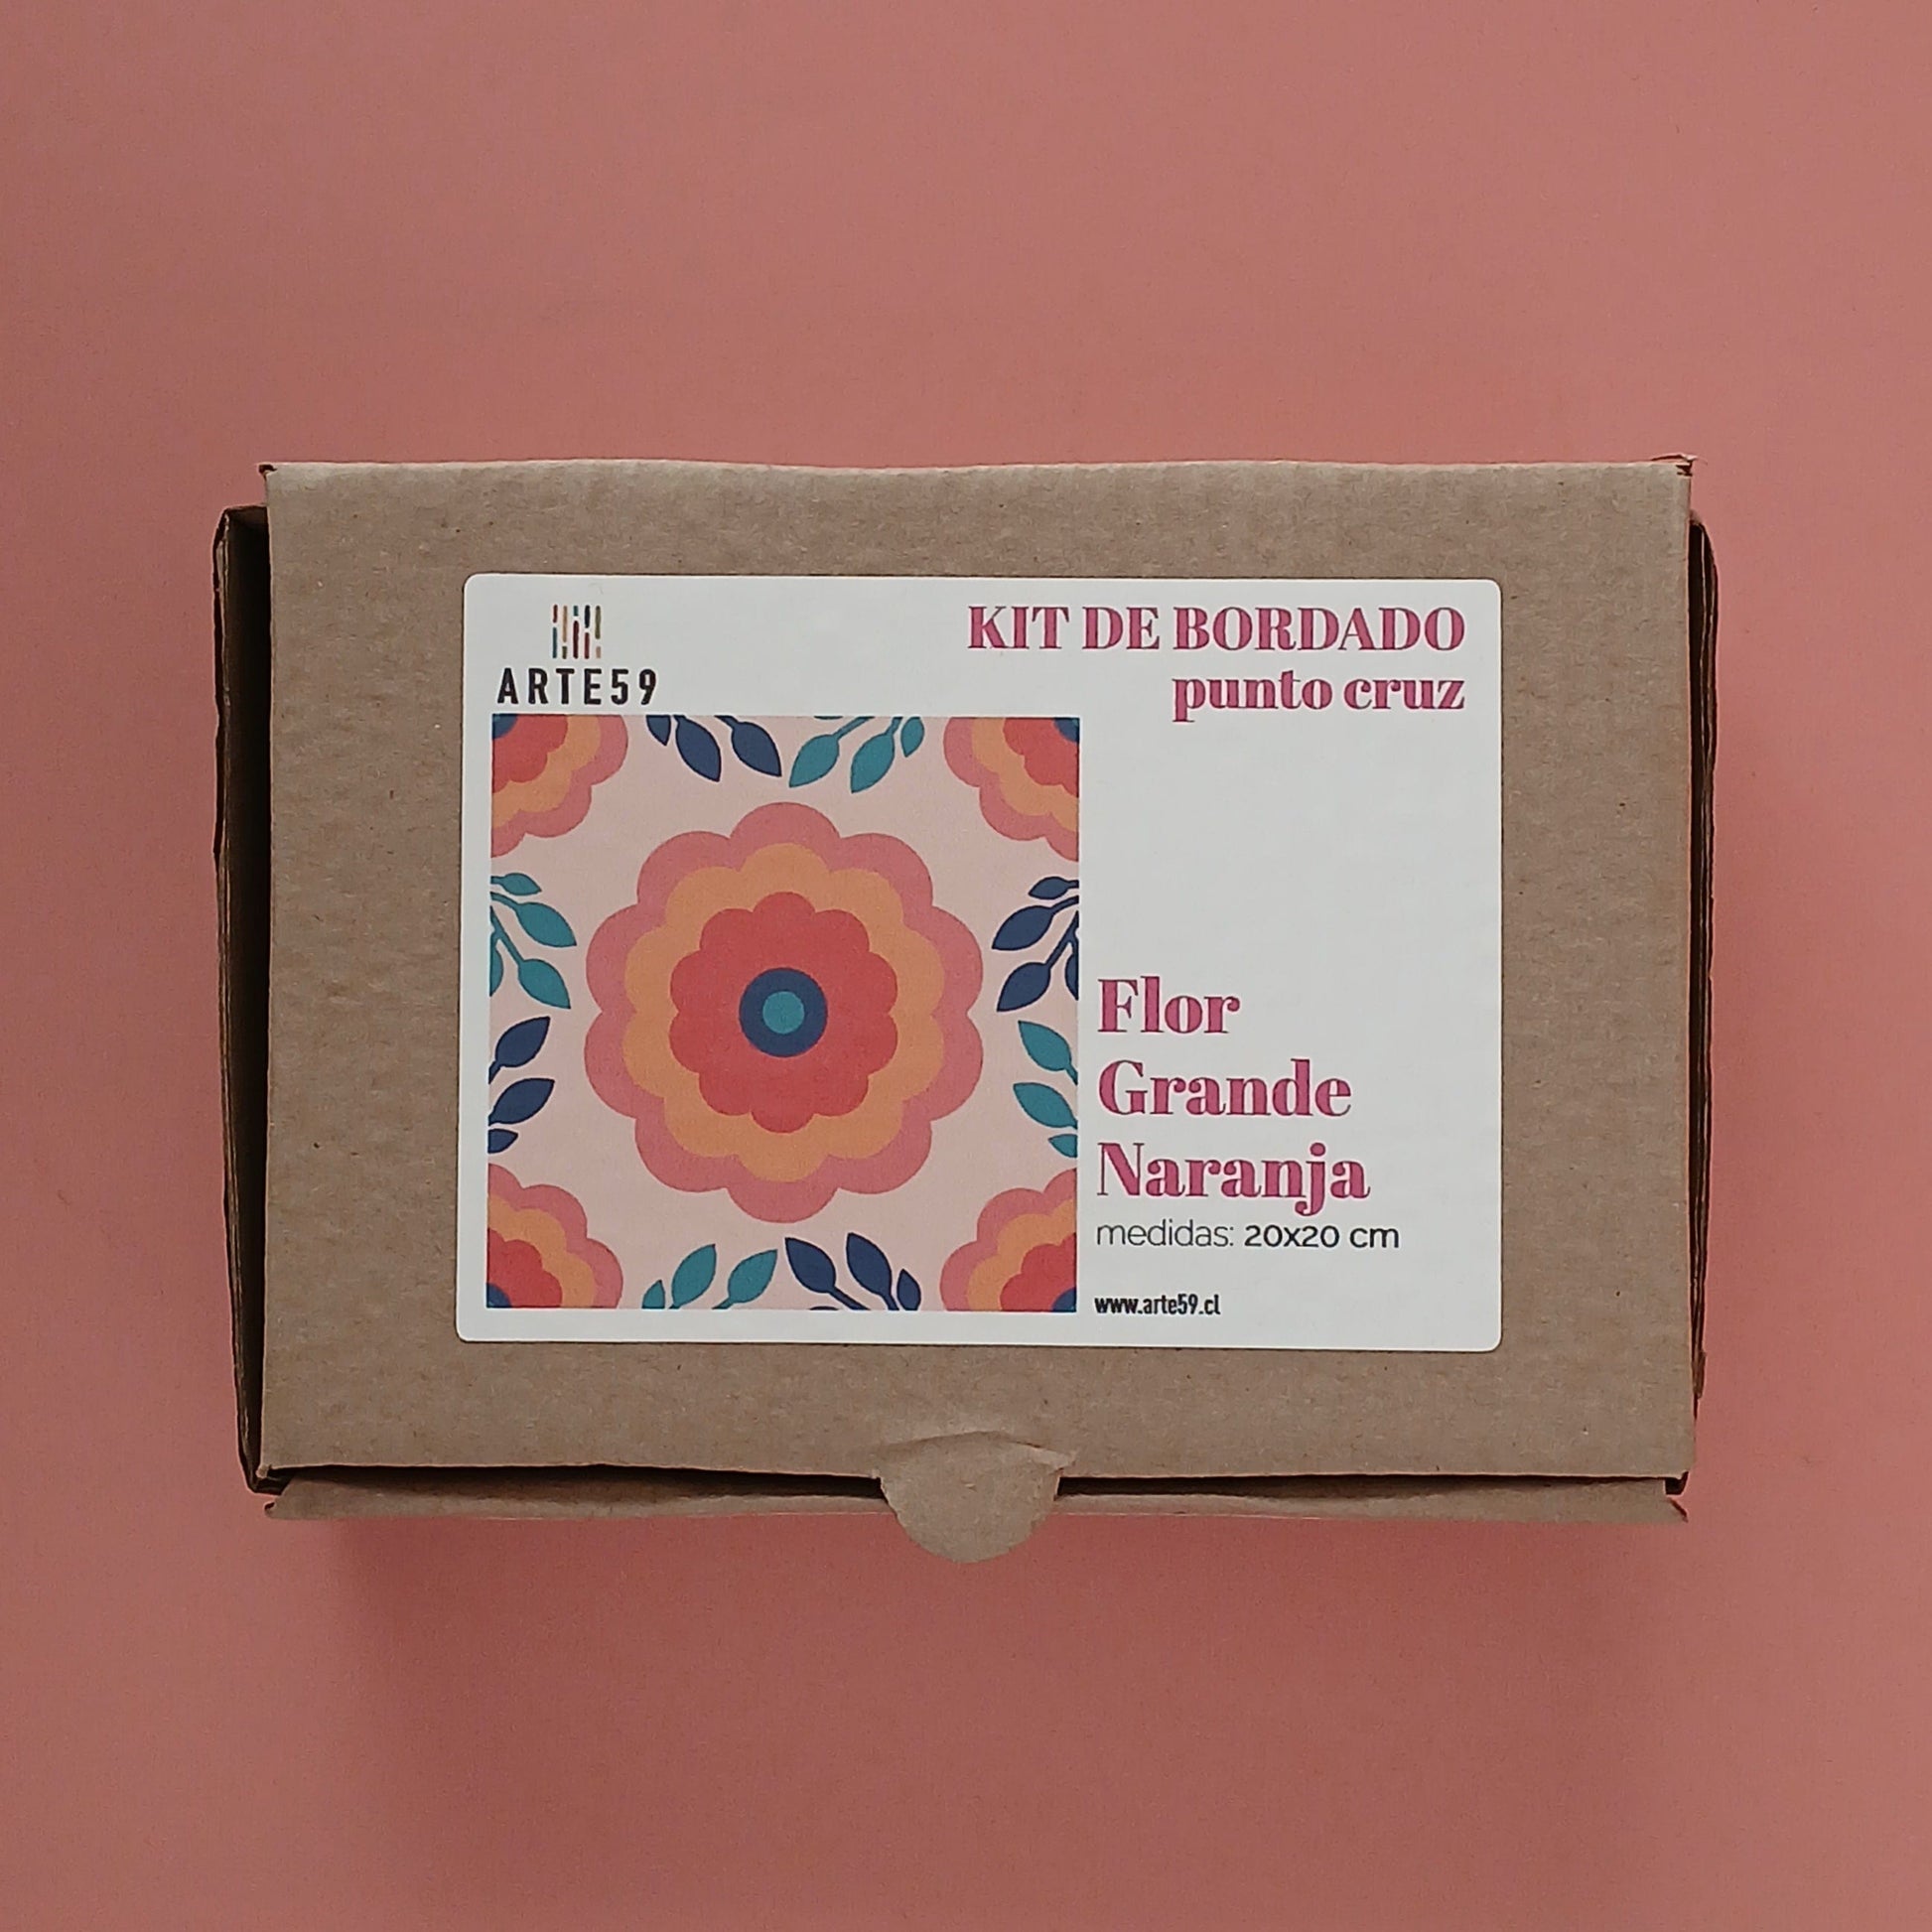 ARTE59
KIT DE BORDADO
punto cruz
Flor
Grande
Naranja
medidas: 20x20 cm
www.arte59.cl